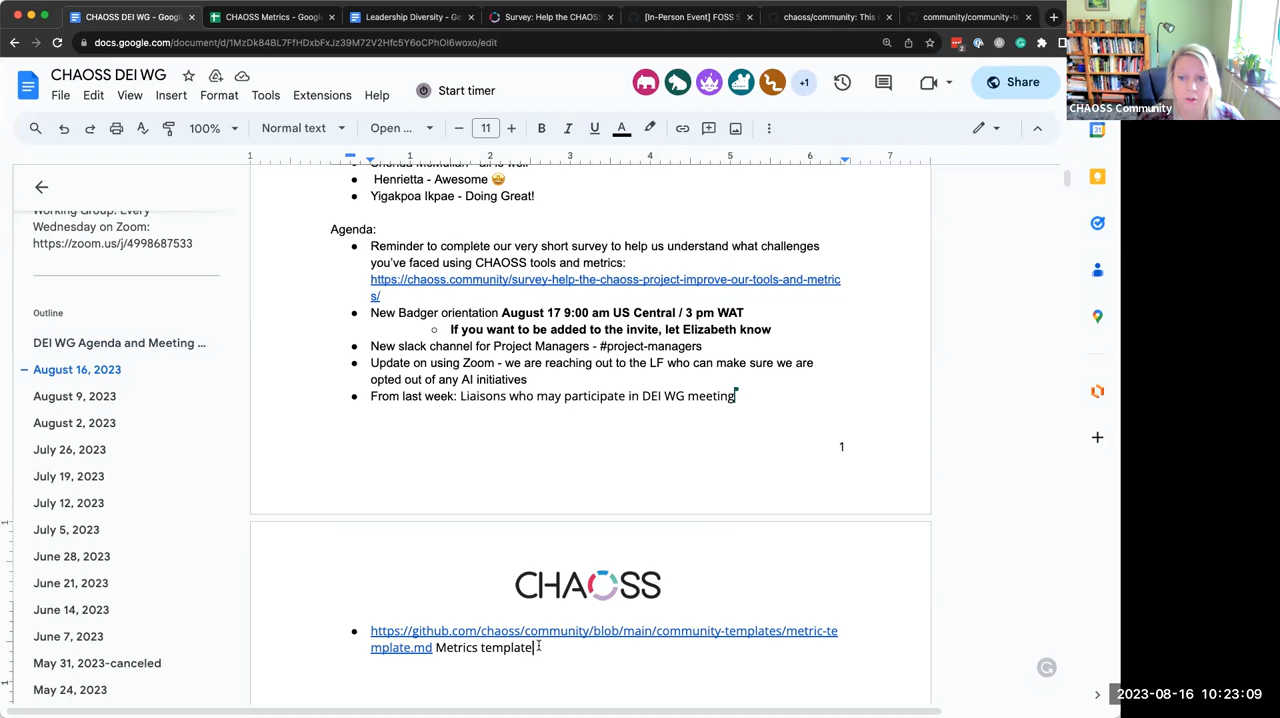 CHAOSS DEI WG - Googl
CHAOSS Metrics - Google
Leadership Diversity - Go
Survey: Help the CHAOS
[In-Person Event] FOSS
chaoss/community: This
community/community-te
docs.google.com/document/d/1MzDk84BL7FfHDxbFxJz39M72V2Hfc5Y6oCPhOl6woxo/edit
CHAOSS Community
CHAOSS DEI WG
File Edit View Insert Format Tools Extensions Help
Start timer
+1
Share
100% Normal text Open ... 11 B I U A
1 1 2 3 4 5 6 7
Working Group: Every
Wednesday on Zoom:
https://zoom.us/j/4998687533
Outline
DEI WG Agenda and Meeting ...
August 16, 2023
August 9, 2023
August 2, 2023
July 26, 2023
July 19, 2023
July 12, 2023
July 5, 2023
June 28, 2023
June 21, 2023
June 14, 2023
June 7, 2023
May 31, 2023-canceled
May 24, 2023
Henrietta - Awesome 🤩
Yigakpoa Ikpae - Doing Great!
Agenda:
Reminder to complete our very short survey to help us understand what challenges
you've faced using CHAOSS tools and metrics:
https://chaoss.community/survey-help-the-chaoss-project-improve-our-tools-and-metric
s/
New Badger orientation August 17 9:00 am US Central / 3 pm WAT
If you want to be added to the invite, let Elizabeth know
New slack channel for Project Managers - #project-managers
Update on using Zoom - we are reaching out to the LF who can make sure we are
opted out of any AI initiatives
From last week: Liaisons who may participate in DEI WG meeting
1
CHAOSS
https://github.com/chaoss/community/blob/main/community-templates/metric-te
mplate.md Metrics template
2023-08-16 10:23:09